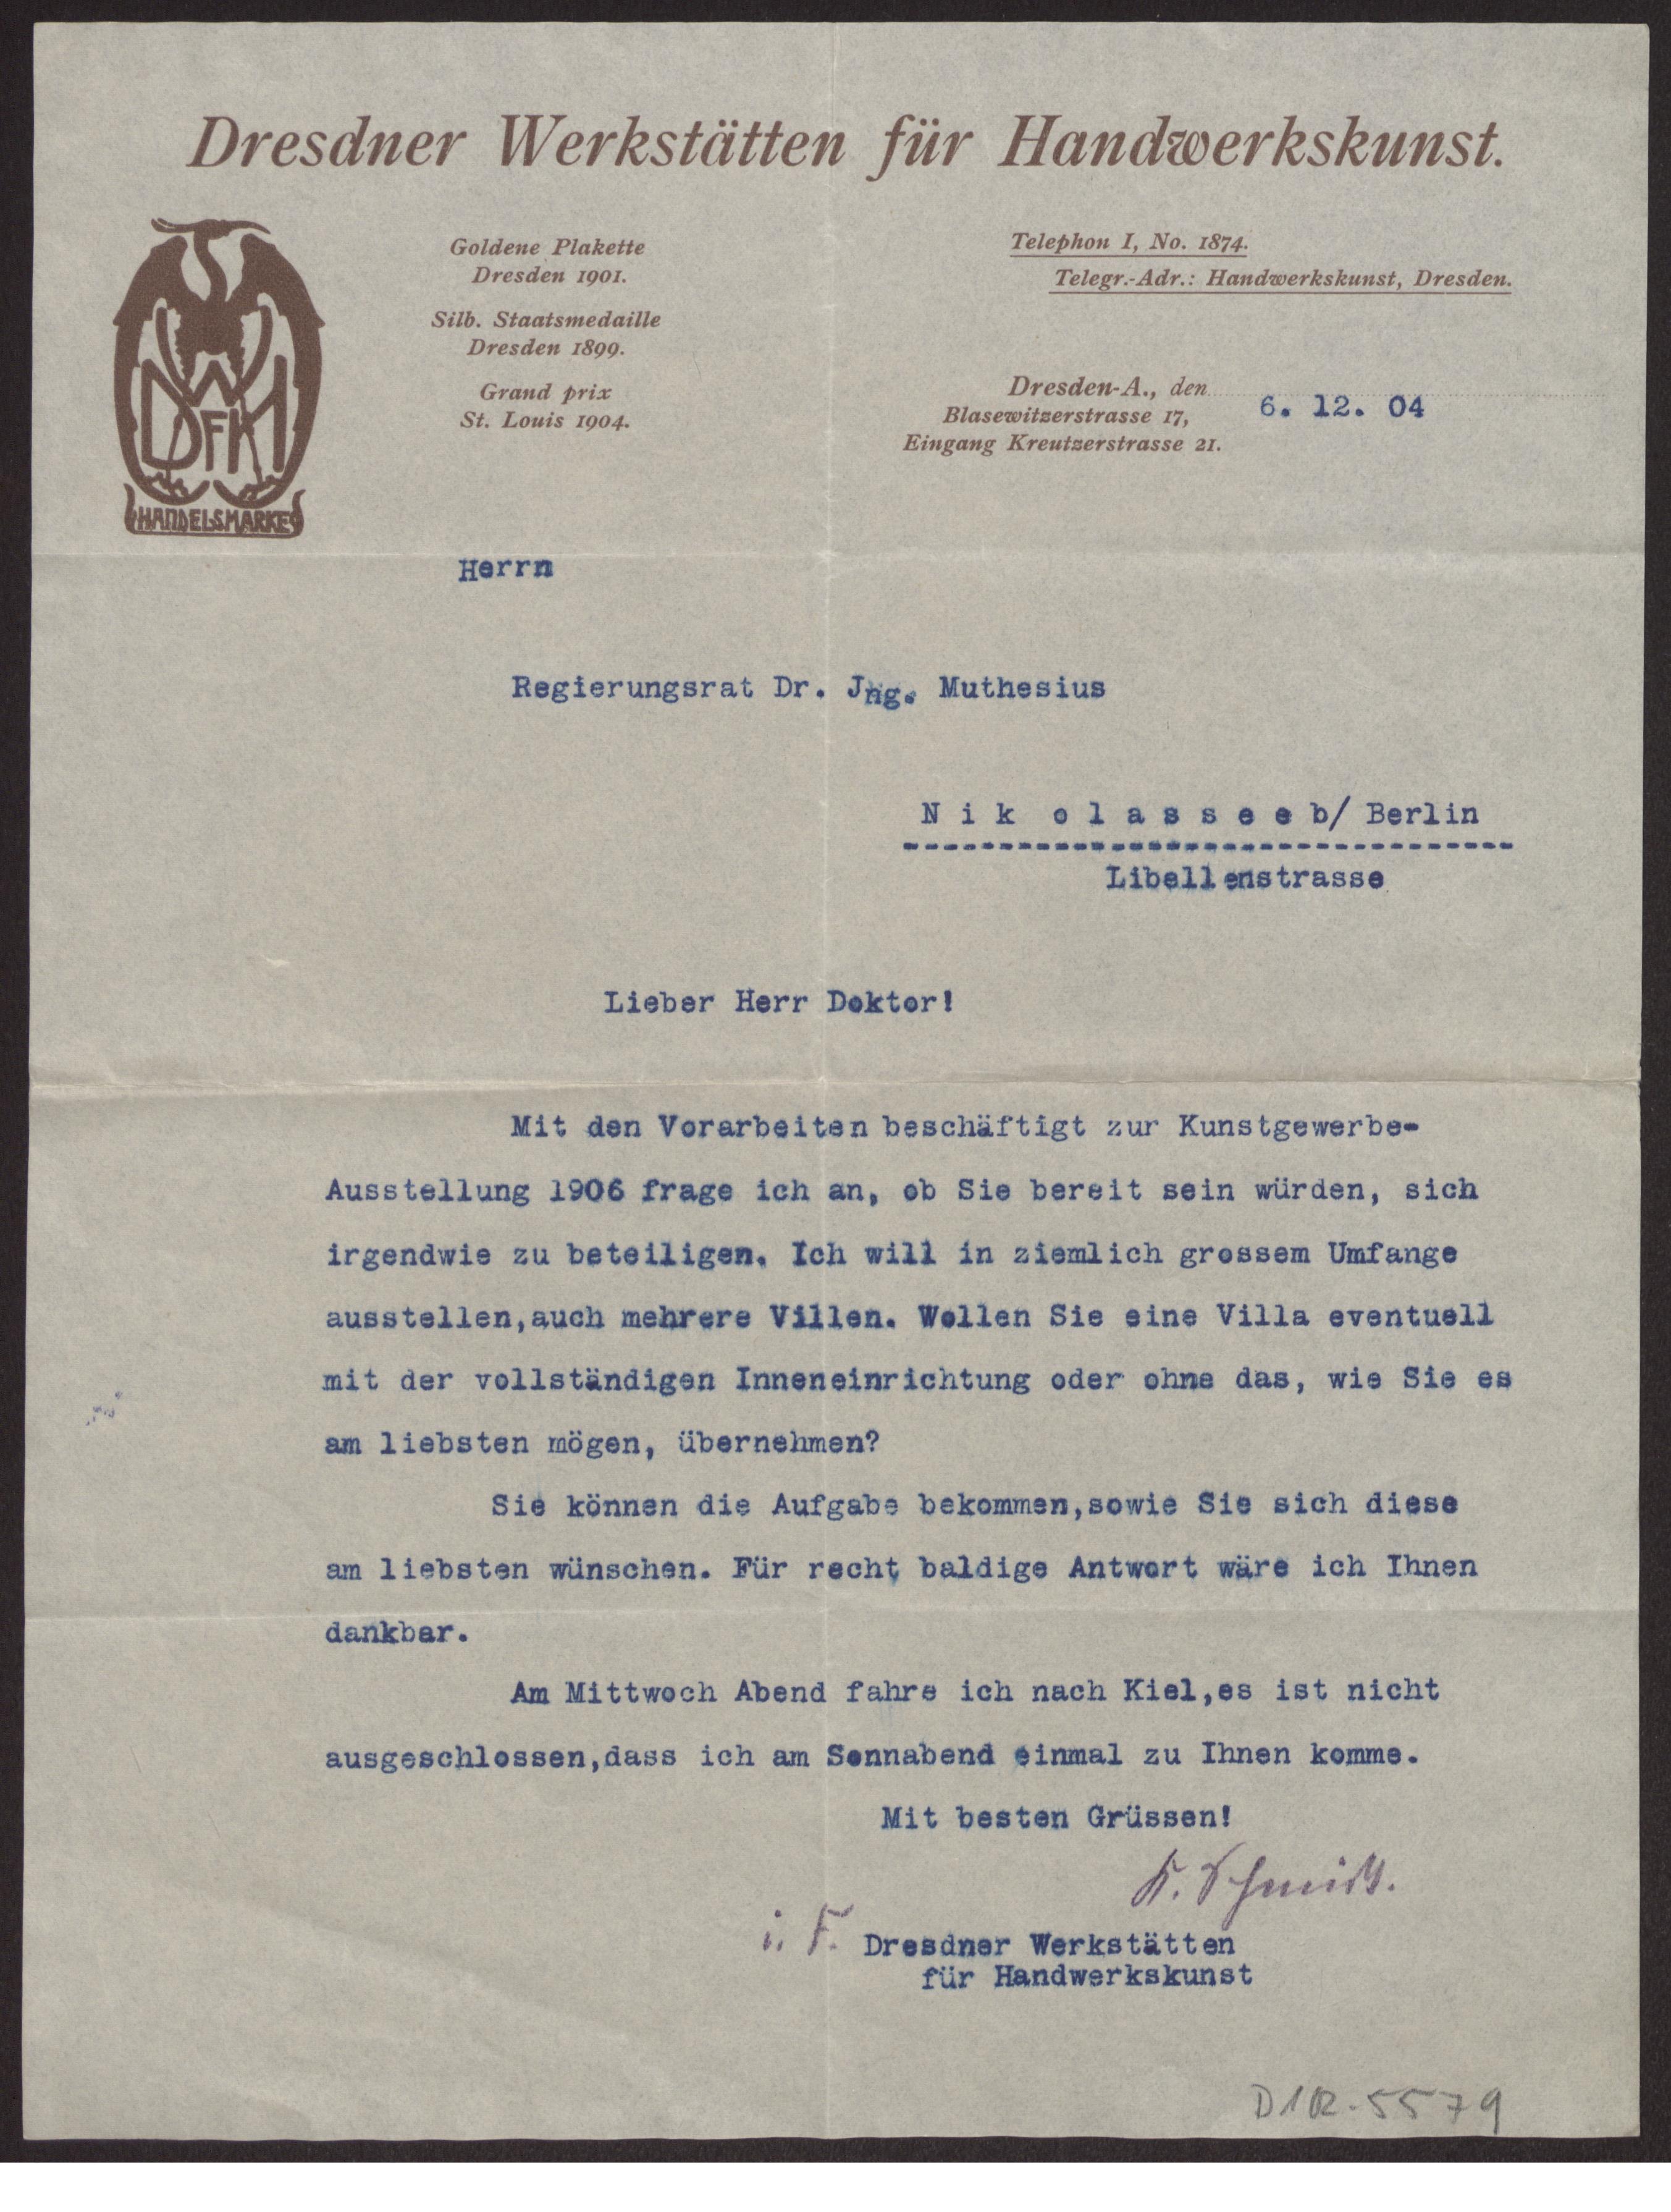 Dresdner Werkstätten für Handwerkskunst.
DWFHK
HANDELSMARKE
Goldene Plakette
Dresden 1901.
Silb. Staatsmedaille
Dresden 1899.
Grand prix
St. Louis 1904.
Telephon I, No. 1874.
Telegr.-Adr.: Handwerkskunst, Dresden.
Dresden-A., den 6. 12. 04
Blasewitzerstrasse 17,
Eingang Kreutzerstrasse 21.
Herrn
Regierungsrat Dr. Jng. Muthesius
N i k o l a s s e e b/ Berlin
Libellenstrasse
Lieber Herr Doktor!
Mit den Vorarbeiten beschäftigt zur Kunstgewerbe-
Ausstellung 1906 frage ich an, ob Sie bereit sein würden, sich
irgendwie zu beteiligen. Ich will in ziemlich grossem Umfange
ausstellen,auch mehrere Villen. Wollen Sie eine Villa eventuell
mit der vollständigen Inneneinrichtung oder ohne das, wie Sie es
am liebsten mögen, übernehmen?
Sie können die Aufgabe bekommen,sowie Sie sich diese
am liebsten wünschen. Für recht baldige Antwort wäre ich Ihnen
dankbar.
Am Mittwoch Abend fahre ich nach Kiel,es ist nicht
ausgeschlossen,dass ich am Sonnabend einmal zu Ihnen komme.
Mit besten Grüssen!
K. Schmidt.
i. F. Dresdner Werkstätten
für Handwerkskunst
D 102-5579